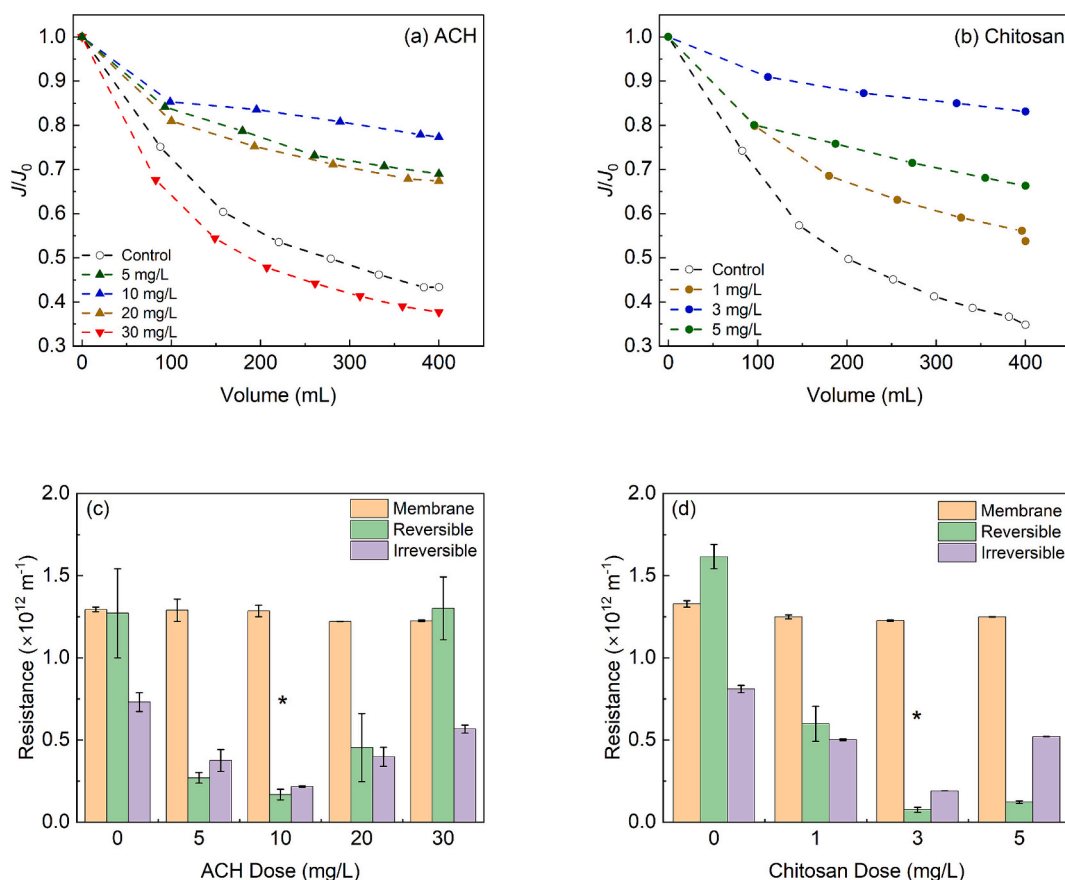 (a) ACH
1.0
0.9
0.8
0.7
0.6
0.5
0.4
0.3
J/J0
Control
5 mg/L
10 mg/L
20 mg/L
30 mg/L
0 100 200 300 400
Volume (mL)
(b) Chitosan
1.0
0.9
0.8
0.7
0.6
0.5
0.4
0.3
J/J0
Control
1 mg/L
3 mg/L
5 mg/L
0 100 200 300 400
Volume (mL)
(c)
Membrane
Reversible
Irreversible
2.0
1.5
1.0
0.5
0.0
Resistance (×10¹² m⁻¹)
*
0 5 10 20 30
ACH Dose (mg/L)
(d)
Membrane
Reversible
Irreversible
2.0
1.5
1.0
0.5
0.0
Resistance (×10¹² m⁻¹)
*
0 1 3 5
Chitosan Dose (mg/L)